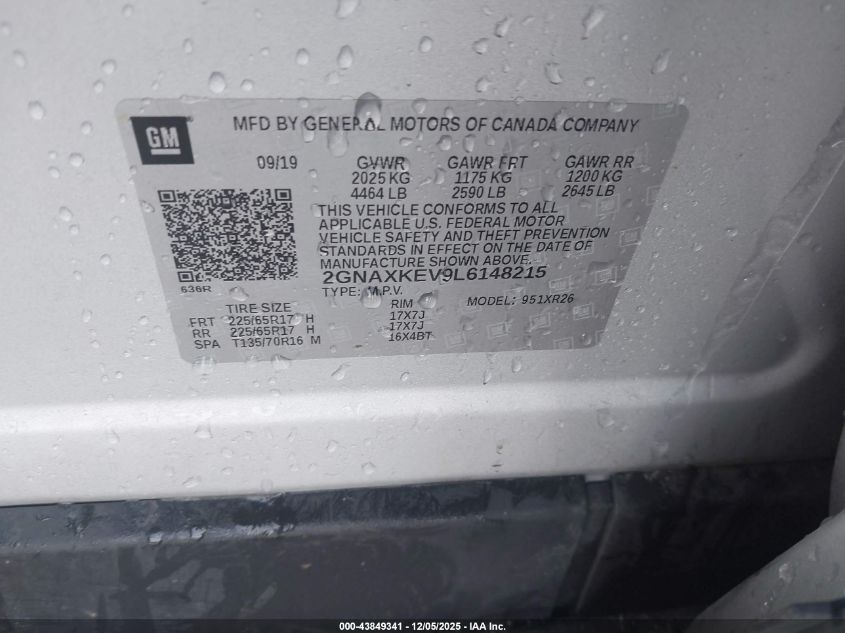 GM
MFD BY GENERAL MOTORS OF CANADA COMPANY
09/19 GVWR GAWR FRT GAWR RR
2025 KG 1175 KG 1200 KG
4464 LB 2590 LB 2645 LB
THIS VEHICLE CONFORMS TO ALL
APPLICABLE U.S. FEDERAL MOTOR
VEHICLE SAFETY AND THEFT PREVENTION
STANDARDS IN EFFECT ON THE DATE OF
MANUFACTURE SHOWN ABOVE.
2GNAXKEV9L6148215
636R
TYPE: M.P.V. MODEL: 951XR26
TIRE SIZE RIM
FRT 225/65R17 H 17X7J
RR 225/65R17 H 17X7J
SPA T135/70R16 M 16X4BT
000-43849341 - 12/05/2025 - IAA Inc.